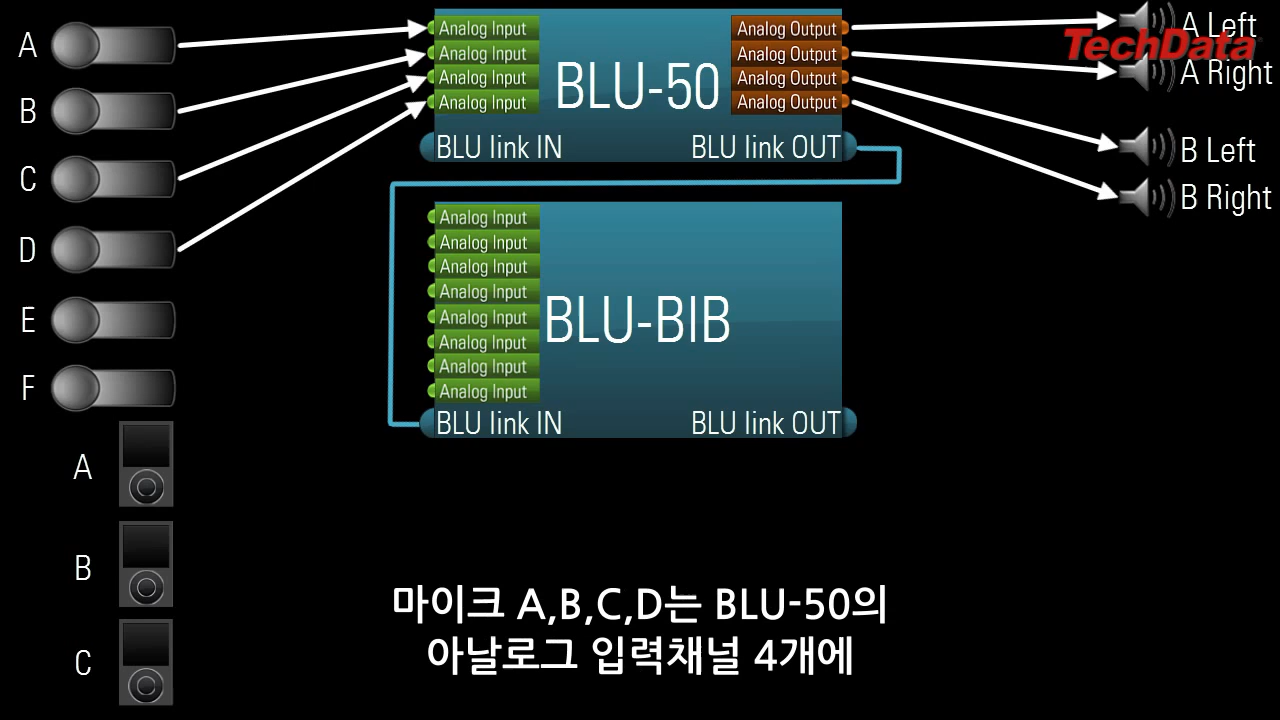 A
B
C
D
E
F
A
B
C
Analog Input
Analog Input
Analog Input
Analog Input
BLU-50
Analog Output
Analog Output
Analog Output
Analog Output
BLU link IN
BLU link OUT
Analog Input
Analog Input
Analog Input
Analog Input
Analog Input
Analog Input
Analog Input
Analog Input
BLU-BIB
BLU link IN
BLU link OUT
A Left
TechData
A Right
B Left
B Right
마이크 A,B,C,D는 BLU-50의
아날로그 입력채널 4개에